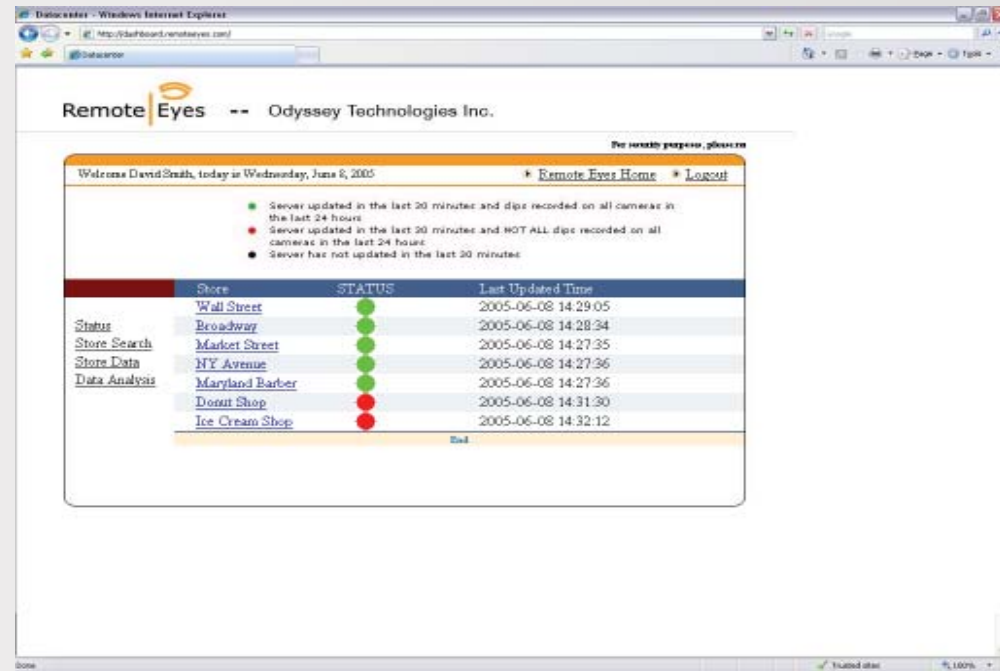 Datacenter - Windows Internet Explorer
http://dashboard.remoteeyes.com/
Google
Datacenter
Page
Tools
Remote Eyes -- Odyssey Technologies Inc.
For security purposes, please
Welcome David Smith, today is Wednesday, June 8, 2005
Remote Eyes Home
Logout
Server updated in the last 30 minutes and clips recorded on all cameras in
the last 24 hours
Server updated in the last 30 minutes and NOT ALL clips recorded on all
cameras in the last 24 hours
Server has not updated in the last 30 minutes
Status
Store Search
Store Data
Data Analysis
Store STATUS Last Updated Time
Wall Street 2005-06-08 14:29:05
Broadway 2005-06-08 14:28:34
Market Street 2005-06-08 14:27:35
NY Avenue 2005-06-08 14:27:36
Maryland Barber 2005-06-08 14:27:36
Donut Shop 2005-06-08 14:31:30
Ice Cream Shop 2005-06-08 14:32:12
End
Done
Trusted sites
100%